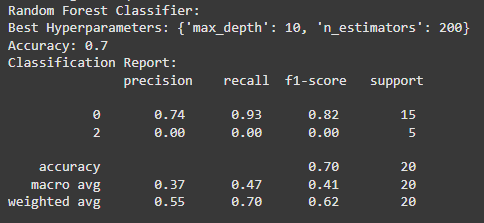 Random Forest Classifier:
Best Hyperparameters: {'max_depth': 10, 'n_estimators': 200}
Accuracy: 0.7
Classification Report:
precision recall f1-score support
0 0.74 0.93 0.82 15
2 0.00 0.00 0.00 5
accuracy 0.70 20
macro avg 0.37 0.47 0.41 20
weighted avg 0.55 0.70 0.62 20